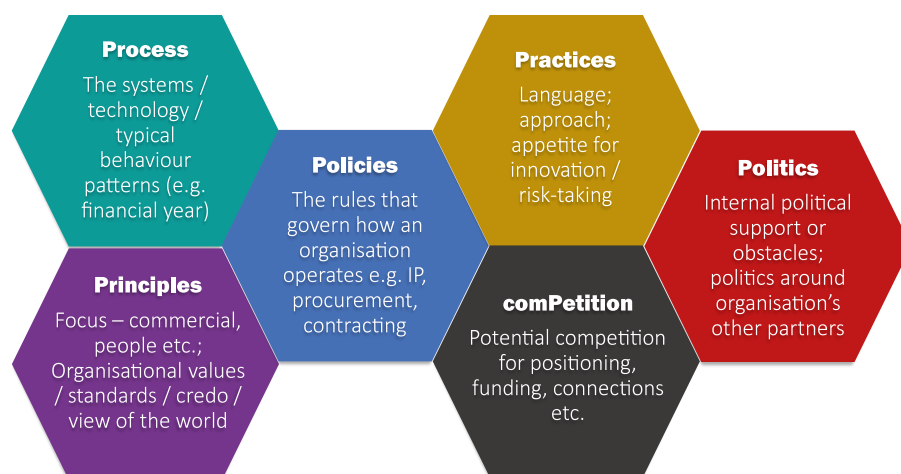 Process
The systems /
technology /
typical
behaviour
patterns (e.g.
financial year)
Principles
Focus – commercial,
people etc.;
Organisational values
/ standards / credo /
view of the world
Policies
The rules that
govern how an
organisation
operates e.g. IP,
procurement,
contracting
Practices
Language;
approach;
appetite for
innovation /
risk-taking
comPetition
Potential competition
for positioning,
funding, connections
etc.
Politics
Internal political
support or
obstacles;
politics around
organisation’s
other partners